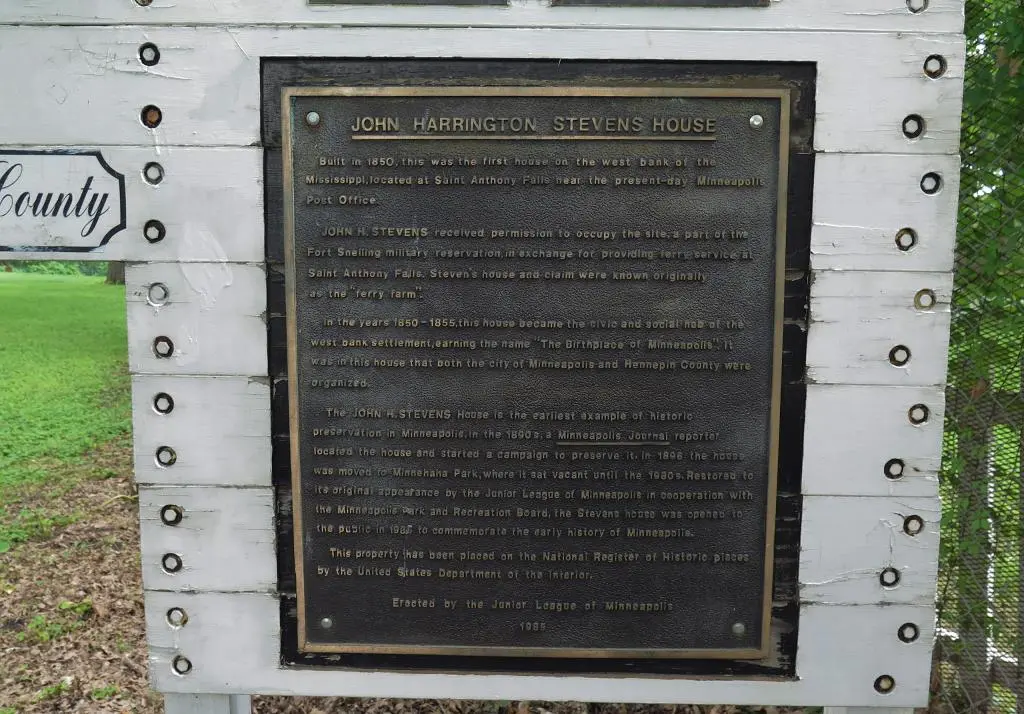 JOHN HARRINGTON STEVENS HOUSE
Built in 1850, this was the first house on the west bank of the
Mississippi, located at Saint Anthony Falls near the present-day Minneapolis
Post Office.
JOHN H. STEVENS received permission to occupy the site, a part of the
Fort Snelling military reservation, in exchange for providing ferry service at
Saint Anthony Falls. Steven's house and claim were known originally
as the "ferry farm".
In the years 1850-1855, this house became the civic and social hub of the
west bank settlement, earning the name "The Birthplace of Minneapolis". It
was in this house that both the city of Minneapolis and Hennepin County were
organized.
The JOHN H. STEVENS House is the earliest example of historic
preservation in Minneapolis. In the 1890s, a Minneapolis Journal reporter
located the house and started a campaign to preserve it. In 1896 the house
was moved to Minnehaha Park, where it sat vacant until the 1980s. Restored to
its original appearance by the Junior League of Minneapolis in cooperation with
the Minneapolis Park and Recreation Board, the Stevens house was opened to
the public in 1985 to commemorate the early history of Minneapolis.
This property has been placed on the National Register of Historic places
by the United States Department of the Interior.
Erected by the Junior League of Minneapolis
1985
County